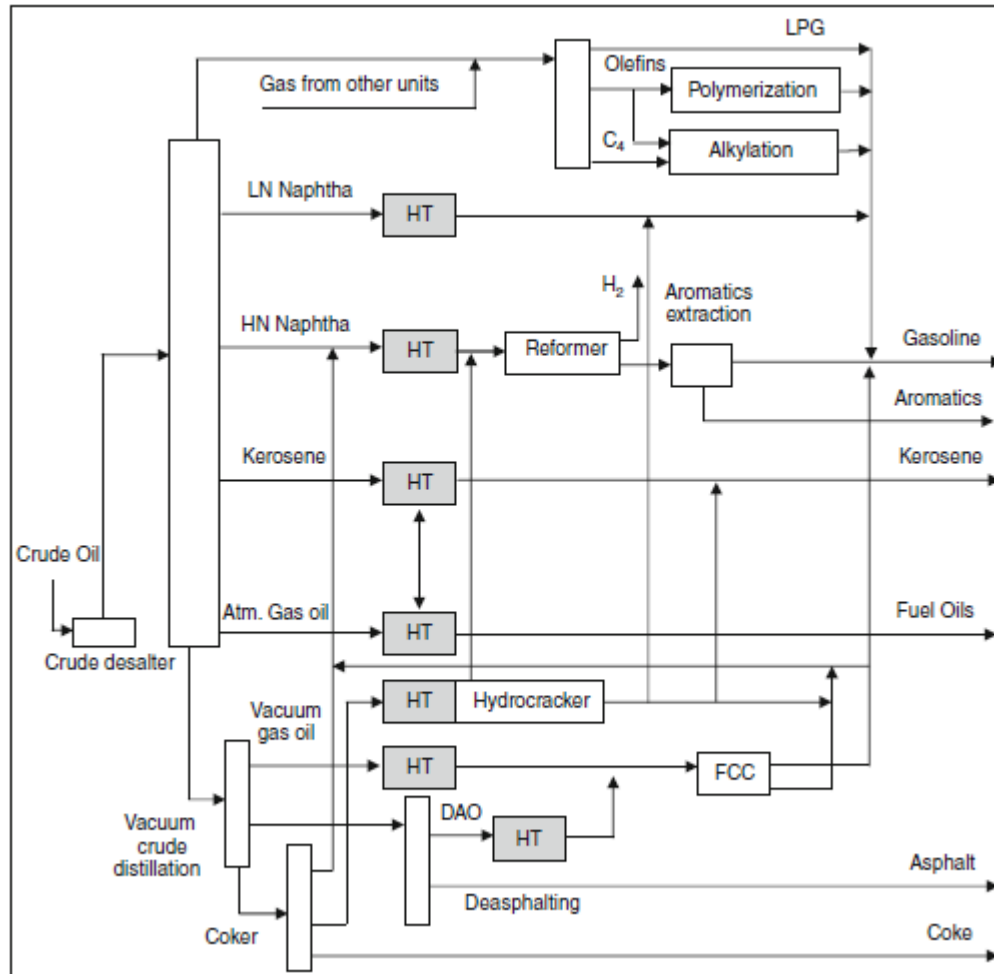 LPG
Olefins
Gas from other units
Polymerization
C4
Alkylation
LN Naphtha
HT
H2
Aromatics
extraction
HN Naphtha
HT
Reformer
Gasoline
Aromatics
Kerosene
HT
Kerosene
Crude Oil
Atm. Gas oil
HT
Fuel Oils
Crude desalter
HT
Hydrocracker
Vacuum
gas oil
HT
FCC
DAO
HT
Vacuum
crude
distillation
Asphalt
Deasphalting
Coker
Coke